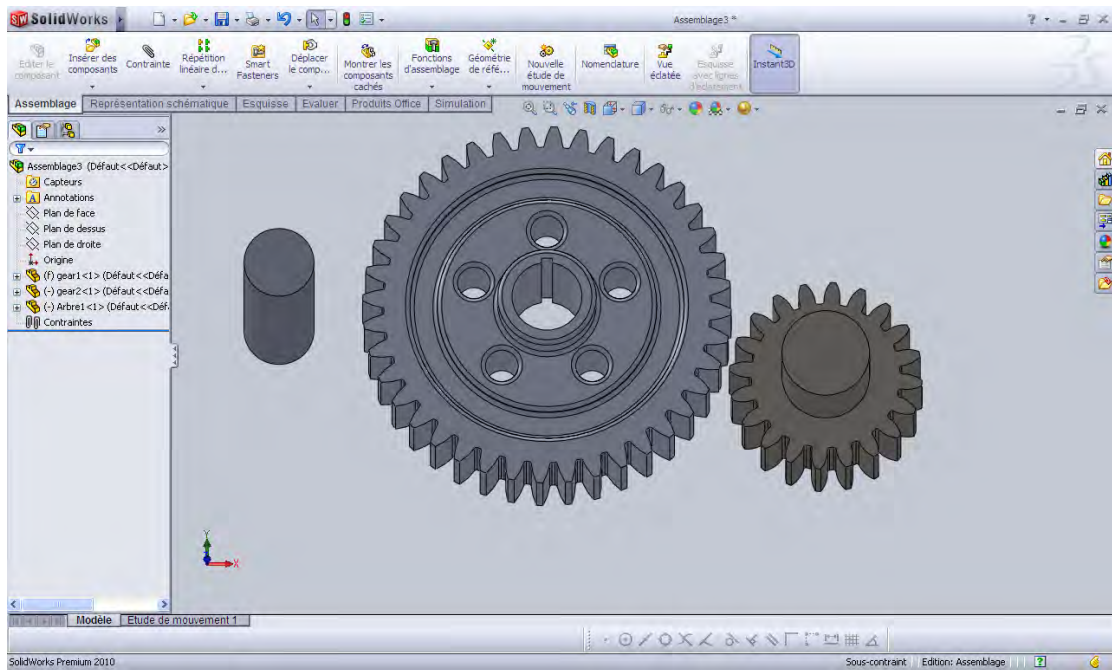 SolidWorks
Assemblage3 *
Editer le composant
Insérer des composants
Contrainte
Répétition linéaire d...
Smart Fasteners
Déplacer le comp...
Montrer les composants cachés
Fonctions d'assemblage
Géométrie de réfé...
Nouvelle étude de mouvement
Nomenclature
Vue éclatée
Esquisse avec lignes d'éclatement
Instant3D
Assemblage
Représentation schématique
Esquisse
Evaluer
Produits Office
Simulation
Assemblage3 (Défaut<<Défaut>
Capteurs
Annotations
Plan de face
Plan de dessus
Plan de droite
Origine
(f) gear1<1> (Défaut<<Défa
(-) gear2<1> (Défaut<<Défa
(-) Arbre1<1> (Défaut<<Déf
Contraintes
Y
X
Modèle
Etude de mouvement 1
SolidWorks Premium 2010
Sous-contraint
Edition: Assemblage